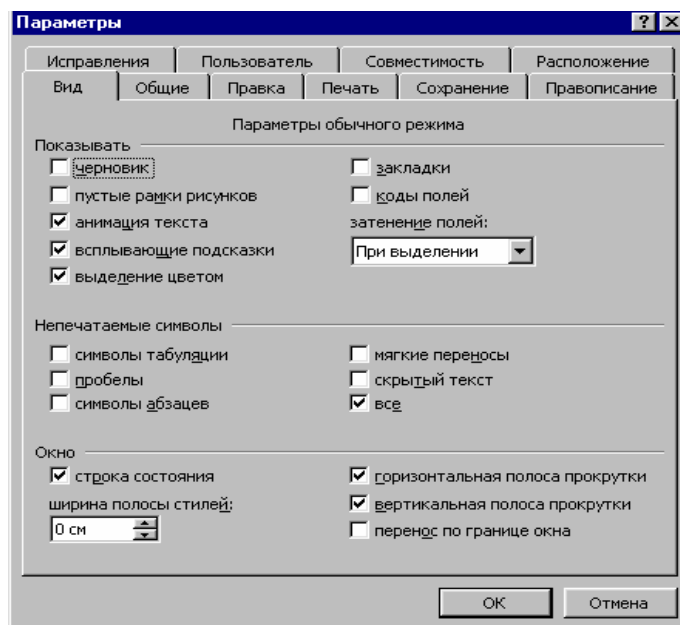 Параметры
Исправления Пользователь Совместимость Расположение
Вид Общие Правка Печать Сохранение Правописание
Параметры обычного режима
Показывать
черновик закладки
пустые рамки рисунков коды полей
анимация текста затенение полей:
всплывающие подсказки При выделении
выделение цветом
Непечатаемые символы
символы табуляции мягкие переносы
пробелы скрытый текст
символы абзацев все
Окно
строка состояния горизонтальная полоса прокрутки
ширина полосы стилей: вертикальная полоса прокрутки
0 см перенос по границе окна
ОК Отмена